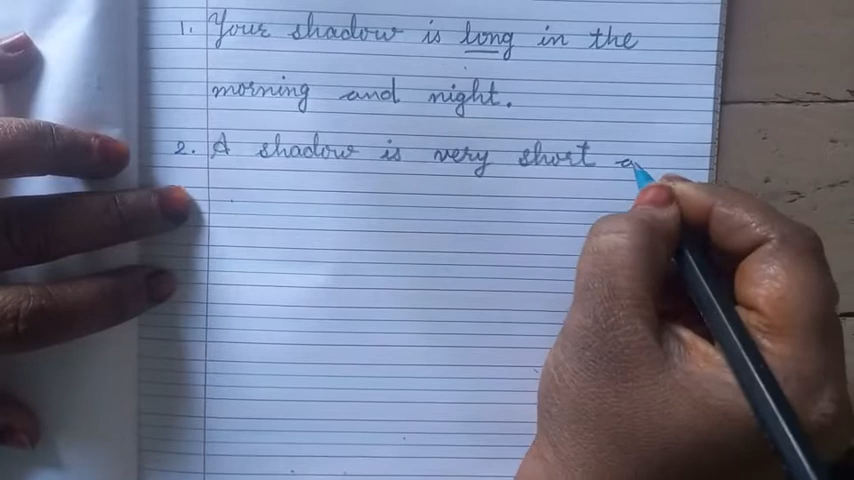 1. Your shadow is long in the
morning and night.
2. A shadow is very short a